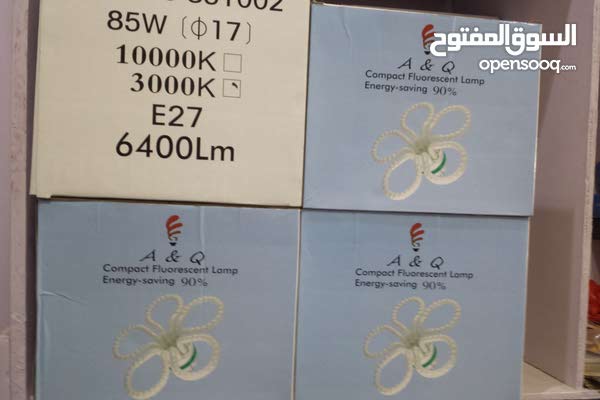 85W (ф17)
10000K
3000K
E27
6400Lm
A & Q
Compact Fluorescent Lamp
Energy-saving 90%
A & Q
Compact Fluorescent Lamp
Energy-saving 90%
A & Q
Compact Fluorescent Lamp
Energy-saving 90%
السوق المفتوح
opensooq.com